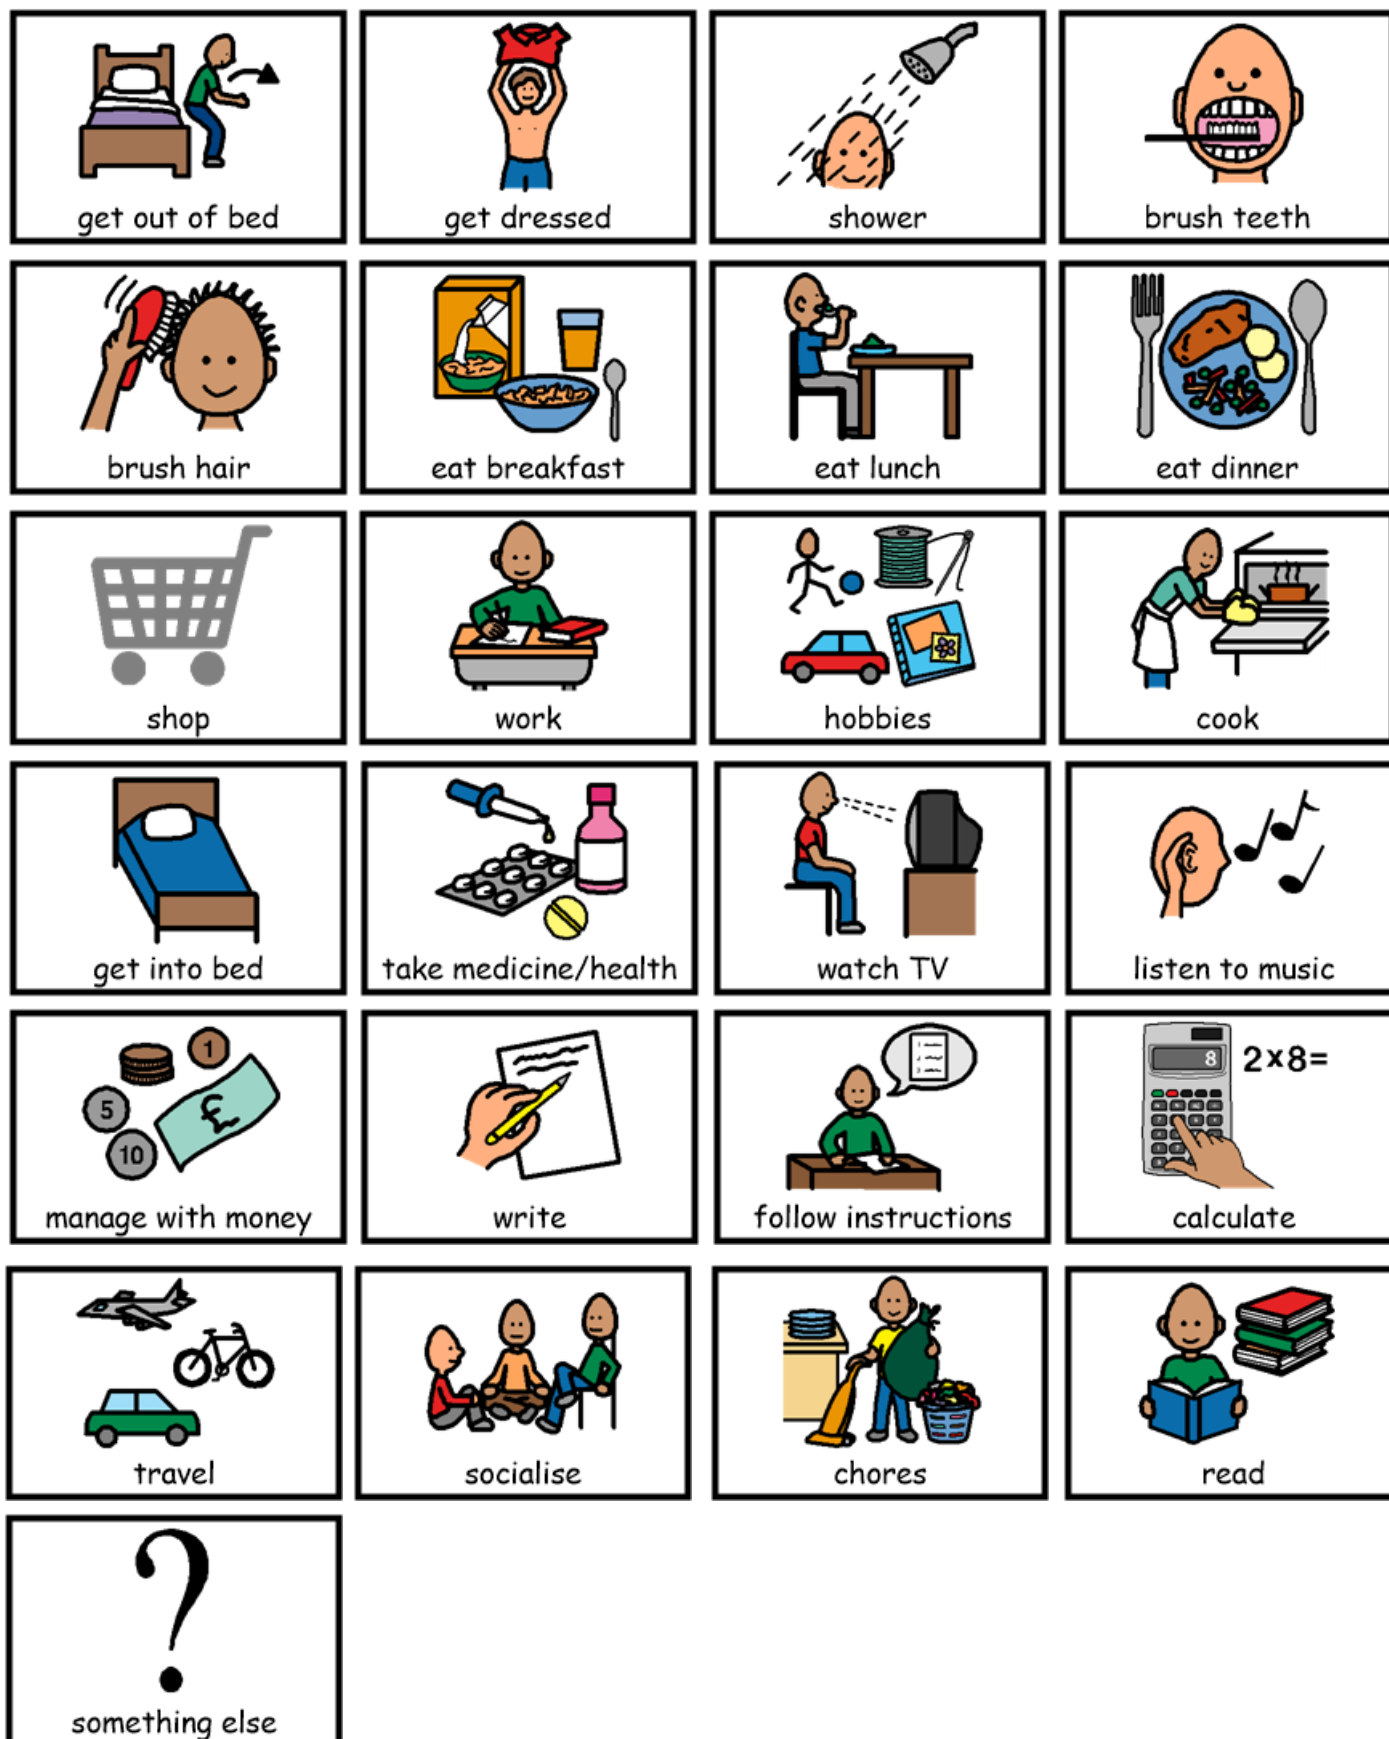 get out of bed
get dressed
shower
brush teeth
brush hair
eat breakfast
eat lunch
eat dinner
shop
work
hobbies
cook
get into bed
take medicine/health
watch TV
listen to music
1
5
10
£
manage with money
write
follow instructions
8
2x8=
calculate
travel
socialise
chores
read
?
something else